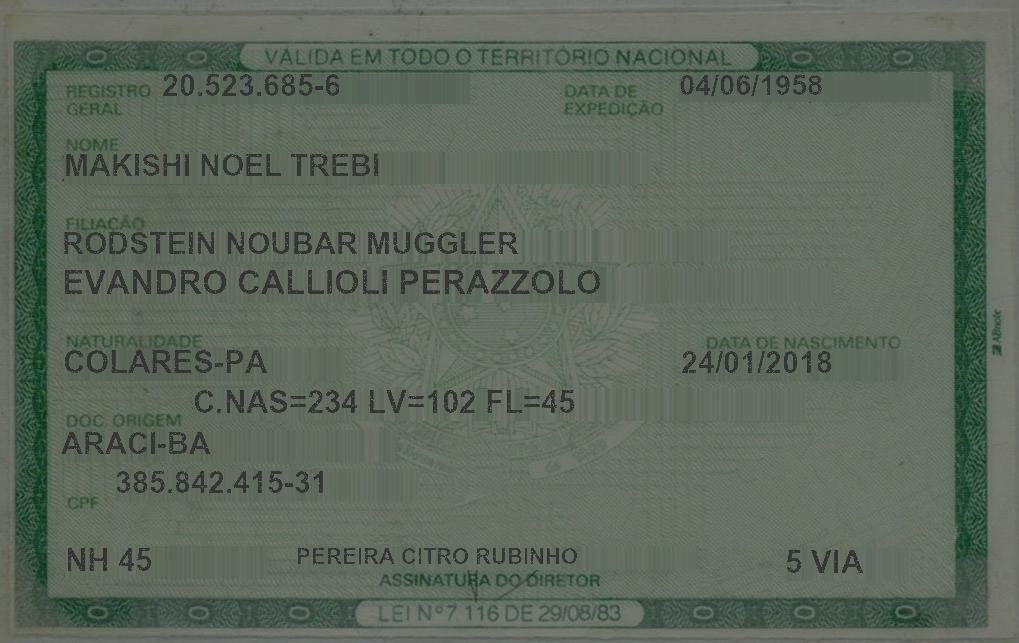 VÁLIDA EM TODO O TERRITÓRIO NACIONAL
REGISTRO GERAL 20.523.685-6 DATA DE EXPEDIÇÃO 04/06/1958
NOME
MAKISHI NOEL TREBI
FILIAÇÃO
RODSTEIN NOUBAR MUGGLER
EVANDRO CALLIOLI PERAZZOLO
NATURALIDADE DATA DE NASCIMENTO
COLARES-PA 24/01/2018
C.NAS=234 LV=102 FL=45
DOC. ORIGEM
ARACI-BA
385.842.415-31
CPF
NH 45 PEREIRA CITRO RUBINHO 5 VIA
ASSINATURA DO DIRETOR
LEI Nº 7 116 DE 29/08/83